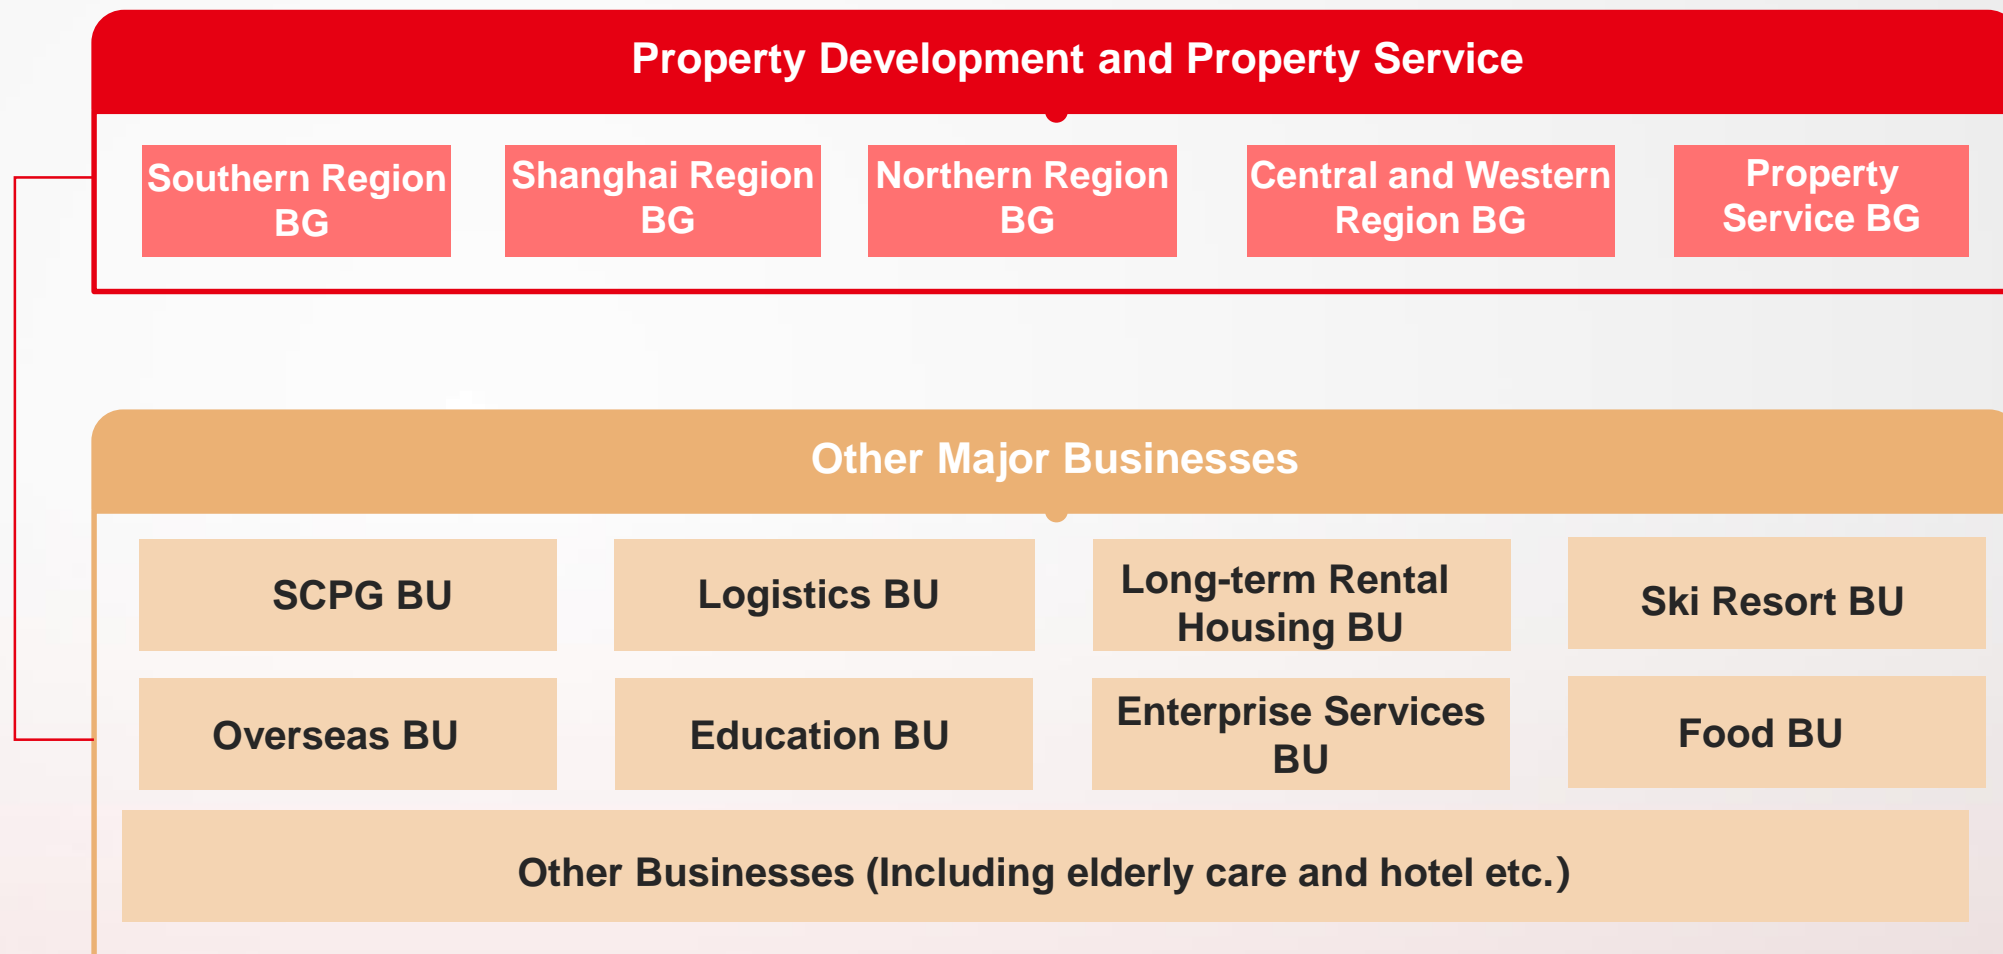 Property Development and Property Service
Southern Region
BG
Shanghai Region
BG
Northern Region
BG
Central and Western
Region BG
Property
Service BG
Other Major Businesses
SCPG BU
Logistics BU
Long-term Rental
Housing BU
Ski Resort BU
Overseas BU
Education BU
Enterprise Services
BU
Food BU
Other Businesses (Including elderly care and hotel etc.)